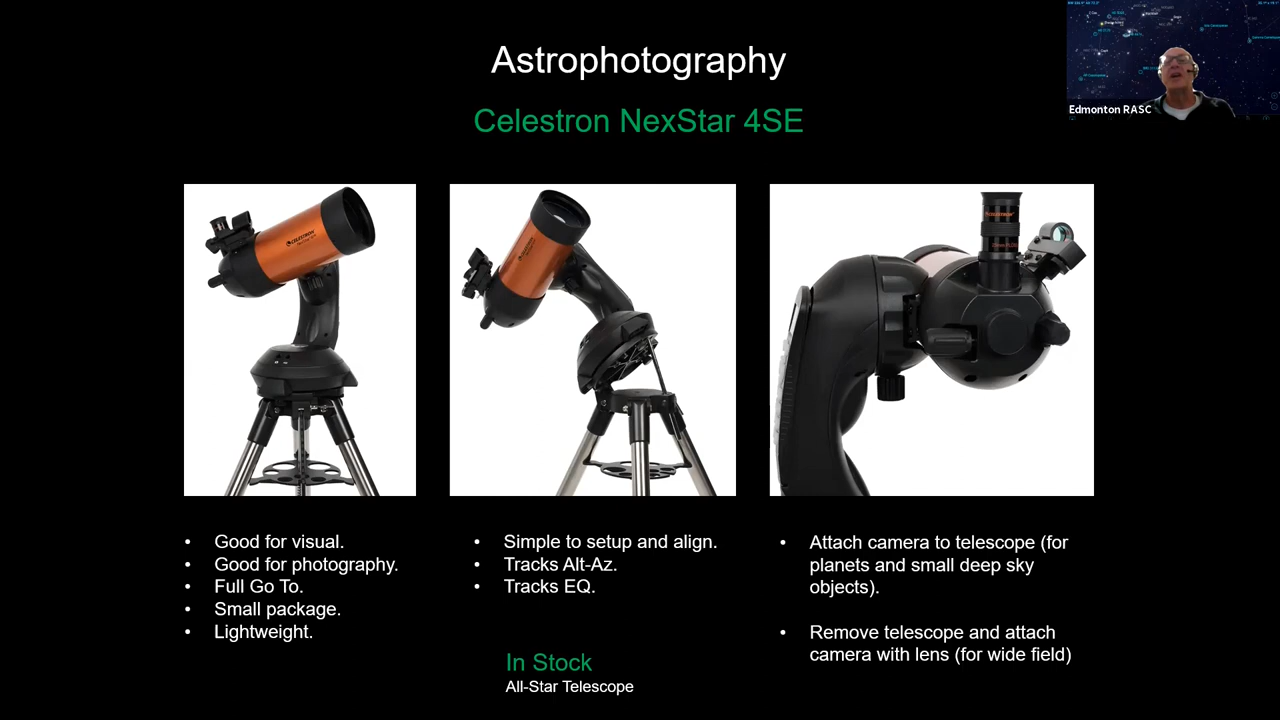 Astrophotography
Celestron NexStar 4SE
Edmonton RASC
CELESTRON
CELESTRON
• Good for visual.
• Good for photography.
• Full Go To.
• Small package.
• Lightweight.
• Simple to setup and align.
• Tracks Alt-Az.
• Tracks EQ.
In Stock
All-Star Telescope
• Attach camera to telescope (for
planets and small deep sky
objects).
• Remove telescope and attach
camera with lens (for wide field)